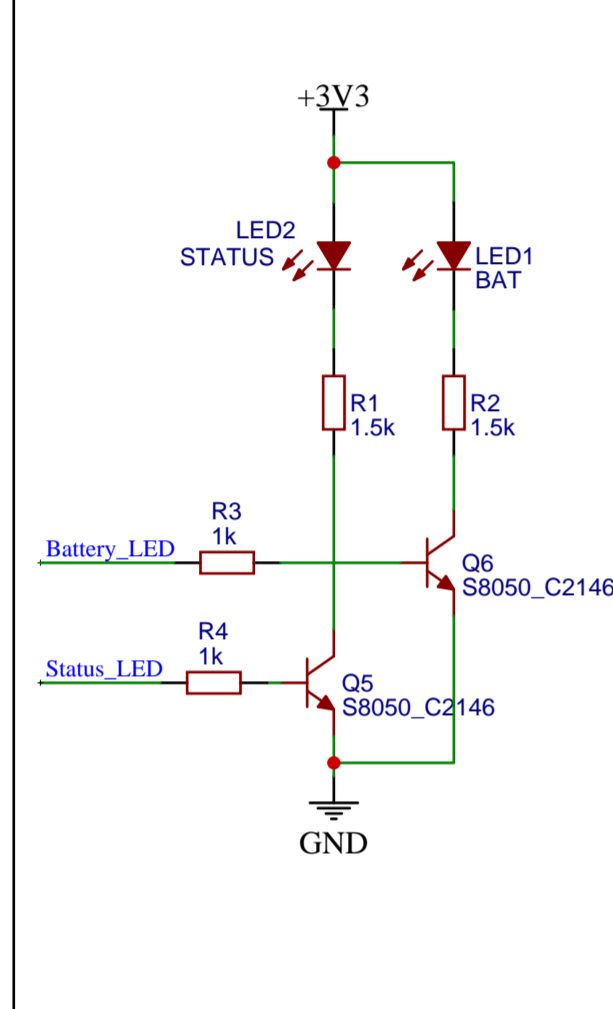 +3V3
LED2
STATUS
LED1
BAT
R1
1.5k
R2
1.5k
R3
1k
Battery_LED
Q6
S8050_C2146
R4
1k
Status_LED
Q5
S8050_C2146
GND